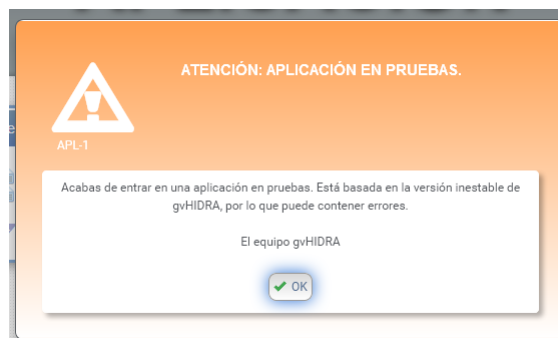 ATENCIÓN: APLICACIÓN EN PRUEBAS.
APL-1
Acabas de entrar en una aplicación en pruebas. Está basada en la versión inestable de
gvHIDRA, por lo que puede contener errores.
El equipo gvHIDRA
OK